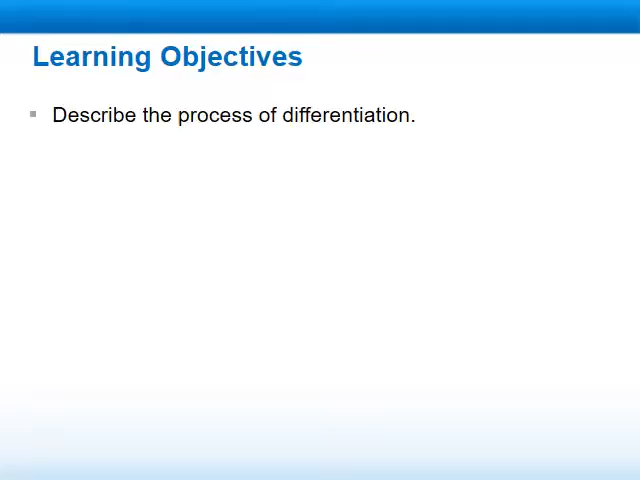 Learning Objectives
▪ Describe the process of differentiation.